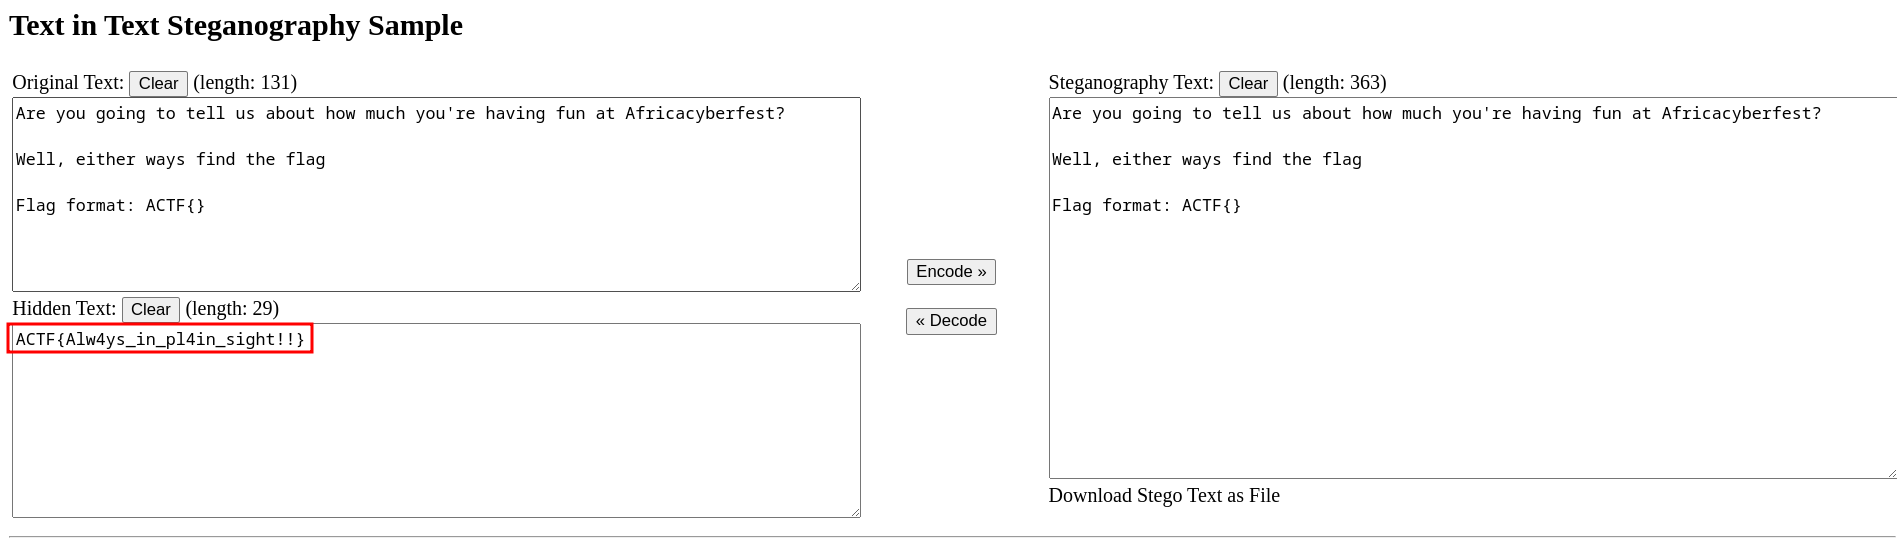 Text in Text Steganography Sample
Original Text: Clear (length: 131)
Are you going to tell us about how much you're having fun at Africacyberfest?
Well, either ways find the flag
Flag format: ACTF{}
Hidden Text: Clear (length: 29)
ACTF{Alw4ys_in_pl4in_sight!!}
Encode »
« Decode
Steganography Text: Clear (length: 363)
Are you going to tell us about how much you're having fun at Africacyberfest?
Well, either ways find the flag
Flag format: ACTF{}
Download Stego Text as File